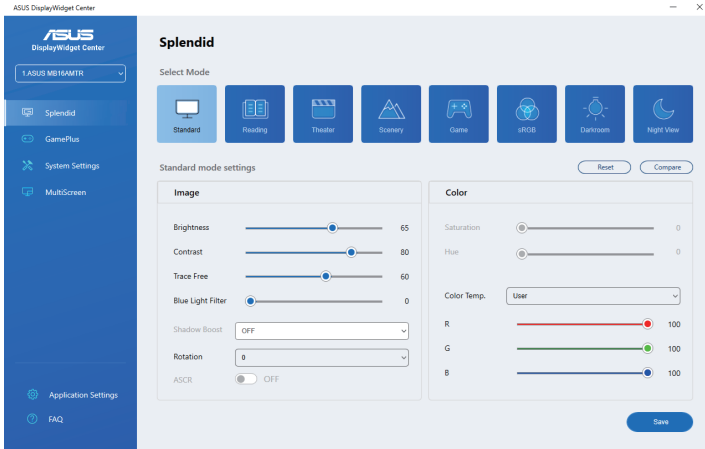 ASUS DisplayWidget Center
ASUS
DisplayWidget Center
1.ASUS MB16AMTR
Splendid
GamePlus
System Settings
MultiScreen
Application Settings
FAQ
Splendid
Select Mode
Standard
Reading
Theater
Scenery
Game
sRGB
Darkroom
Night View
Standard mode settings
Reset
Compare
Image
Brightness 65
Contrast 80
Trace Free 60
Blue Light Filter 0
Shadow Boost OFF
Rotation 0
ASCR OFF
Color
Saturation 0
Hue 0
Color Temp. User
R 100
G 100
B 100
Save